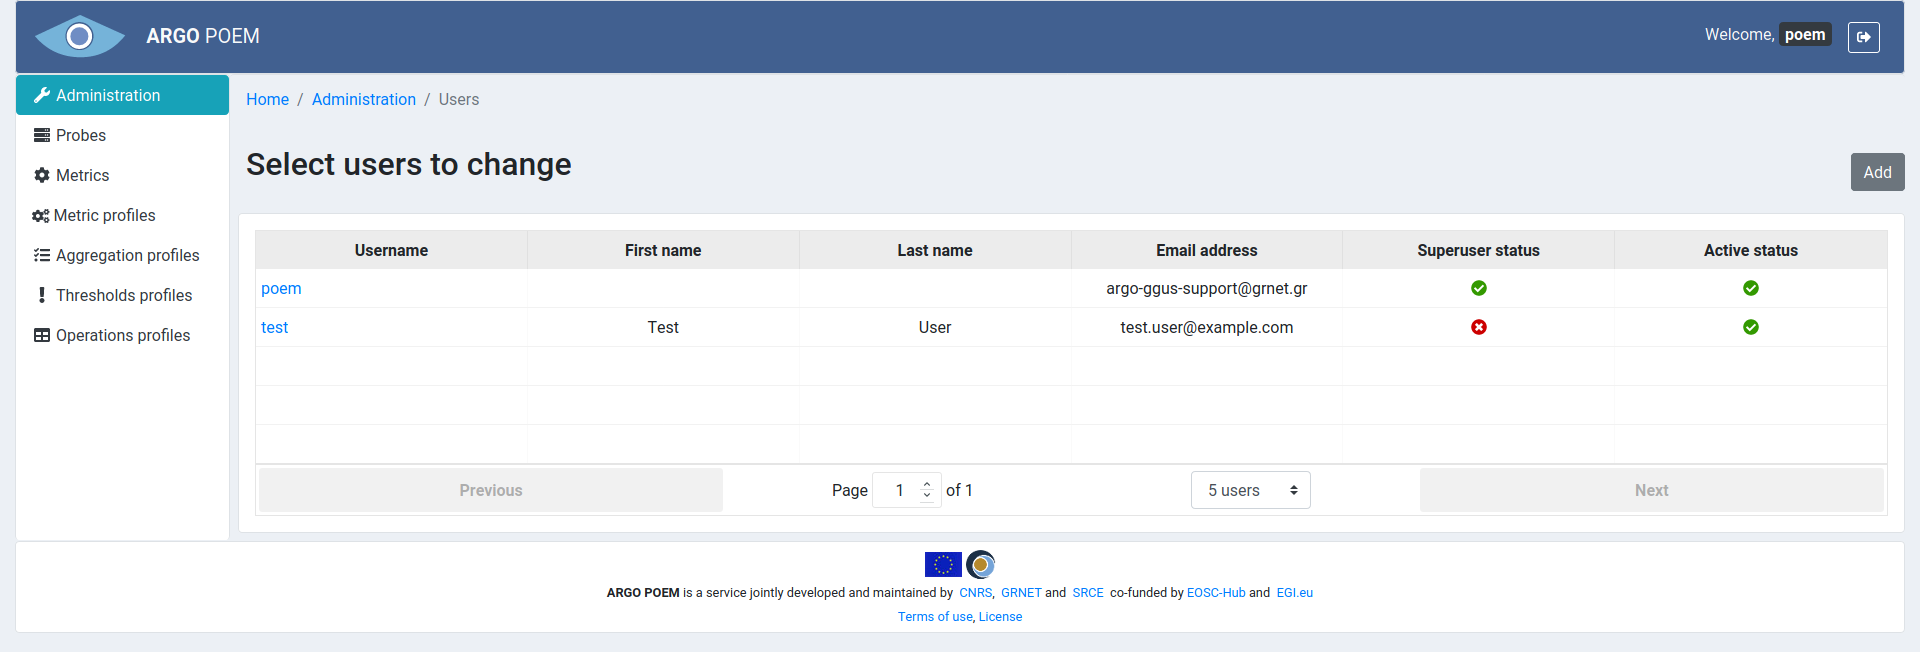 ARGO POEM
Welcome, poem
Administration
Probes
Metrics
Metric profiles
Aggregation profiles
Thresholds profiles
Operations profiles
Home / Administration / Users
Select users to change
Add
Username First name Last name Email address Superuser status Active status
poem argo-ggus-support@grnet.gr
test Test User test.user@example.com
Previous Page 1 of 1 5 users Next
ARGO POEM is a service jointly developed and maintained by CNRS, GRNET and SRCE co-funded by EOSC-Hub and EGI.eu
Terms of use, License